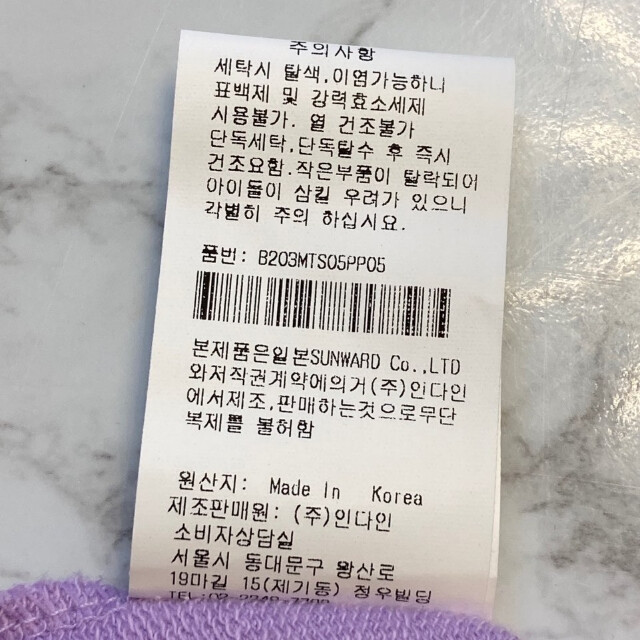 주의사항
세탁시 탈색.이염가능하니
표백제 및 강력효소세제
사용불가. 열 건조불가
단독세탁,단독탈수 후 즉시
건조요함.작은부품이 탈락되어
아이들이 삼킬 우려가 있으니
각별히 주의 하십시요.
품번: B203MTS05PP05
본제품은일본SUNWARD Co.,LTD
와저작권계약에의거(주)인다인
에서제조,판매하는것으로무단
복제를 불허함
원산지: Made In Korea
제조판매원: (주)인다인
소비자상담실
서울시 동대문구 왕산로
19마길 15(제기동) 정우빌딩
TEL:02